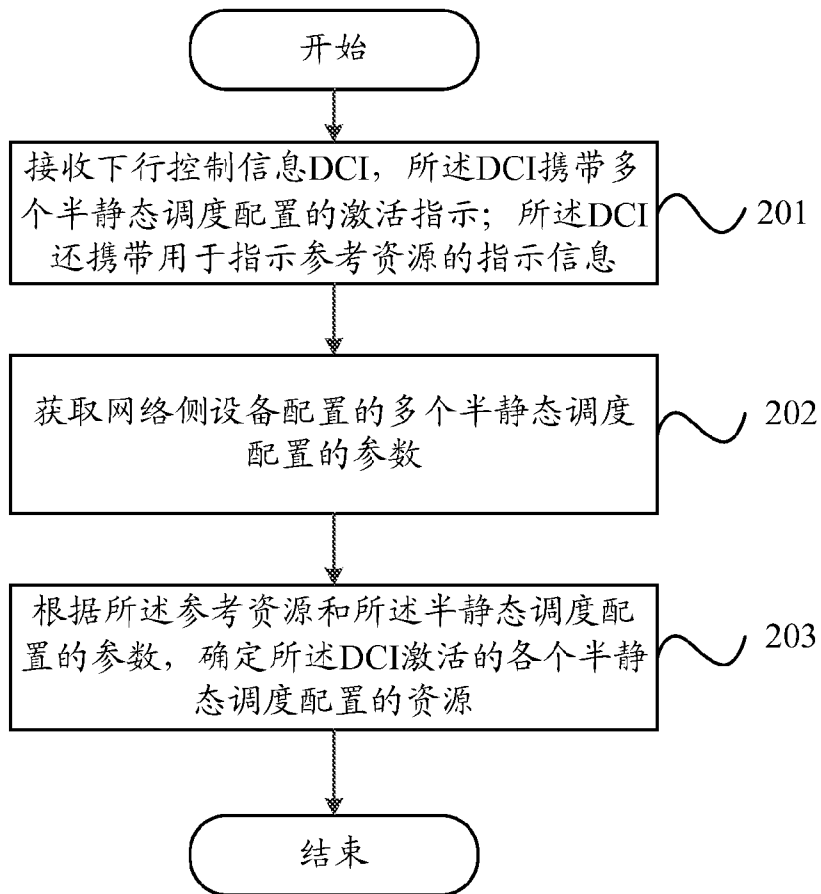 开始
接收下行控制信息DCI，所述DCI携带多
个半静态调度配置的激活指示；所述DCI
还携带用于指示参考资源的指示信息
201
获取网络侧设备配置的多个半静态调度
配置的参数
202
根据所述参考资源和所述半静态调度配
置的参数，确定所述DCI激活的各个半静
态调度配置的资源
203
结束